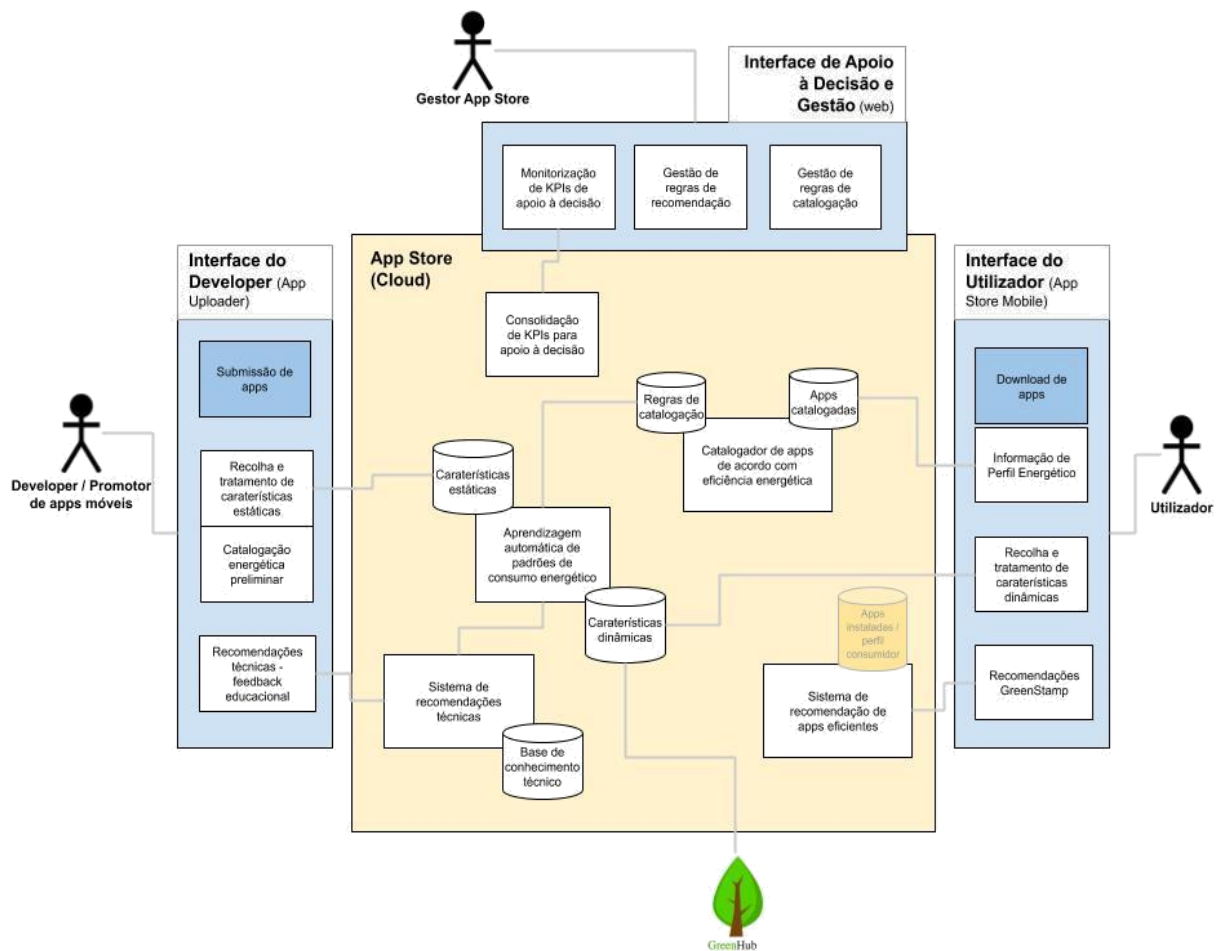 Gestor App Store
Interface de Apoio
à Decisão e
Gestão (web)
Monitorização
de KPIs de
apoio à decisão
Gestão de
regras de
recomendação
Gestão de
regras de
catalogação
Interface do
Developer (App
Uploader)
App Store
(Cloud)
Interface do
Utilizador (App
Store Mobile)
Consolidação
de KPIs para
apoio à decisão
Submissão de
apps
Download de
apps
Regras de
catalogação
Apps
catalogadas
Developer / Promotor
de apps móveis
Recolha e
tratamento de
caraterísticas
estáticas
Caraterísticas
estáticas
Catalogador de apps
de acordo com
eficiência energética
Informação de
Perfil Energético
Utilizador
Catalogação
energética
preliminar
Aprendizagem
automática de
padrões de
consumo energético
Recolha e
tratamento de
caraterísticas
dinâmicas
Caraterísticas
dinâmicas
Apps
instaladas /
perfil
consumidor
Recomendações
técnicas -
feedback
educacional
Sistema de
recomendações
técnicas
Sistema de
recomendação de
apps eficientes
Recomendações
GreenStamp
Base de
conhecimento
técnico
GreenHub